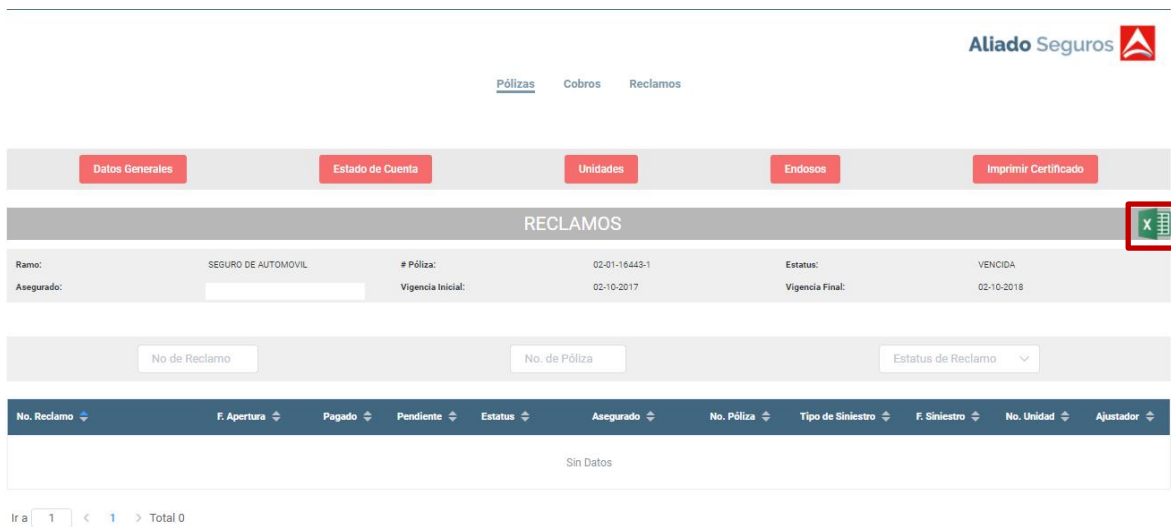 Aliado Seguros
Pólizas Cobros Reclamos
Datos Generales Estado de Cuenta Unidades Endosos Imprimir Certificado
RECLAMOS
Ramo: SEGURO DE AUTOMOVIL # Póliza: 02-01-16443-1 Estatus: VENCIDA
Asegurado: Vigencia Inicial: 02-10-2017 Vigencia Final: 02-10-2018
No de Reclamo No. de Póliza Estatus de Reclamo
No. Reclamo F. Apertura Pagado Pendiente Estatus Asegurado No. Póliza Tipo de Siniestro F. Siniestro No. Unidad Ajustador
Sin Datos
Ir a 1 < 1 > Total 0